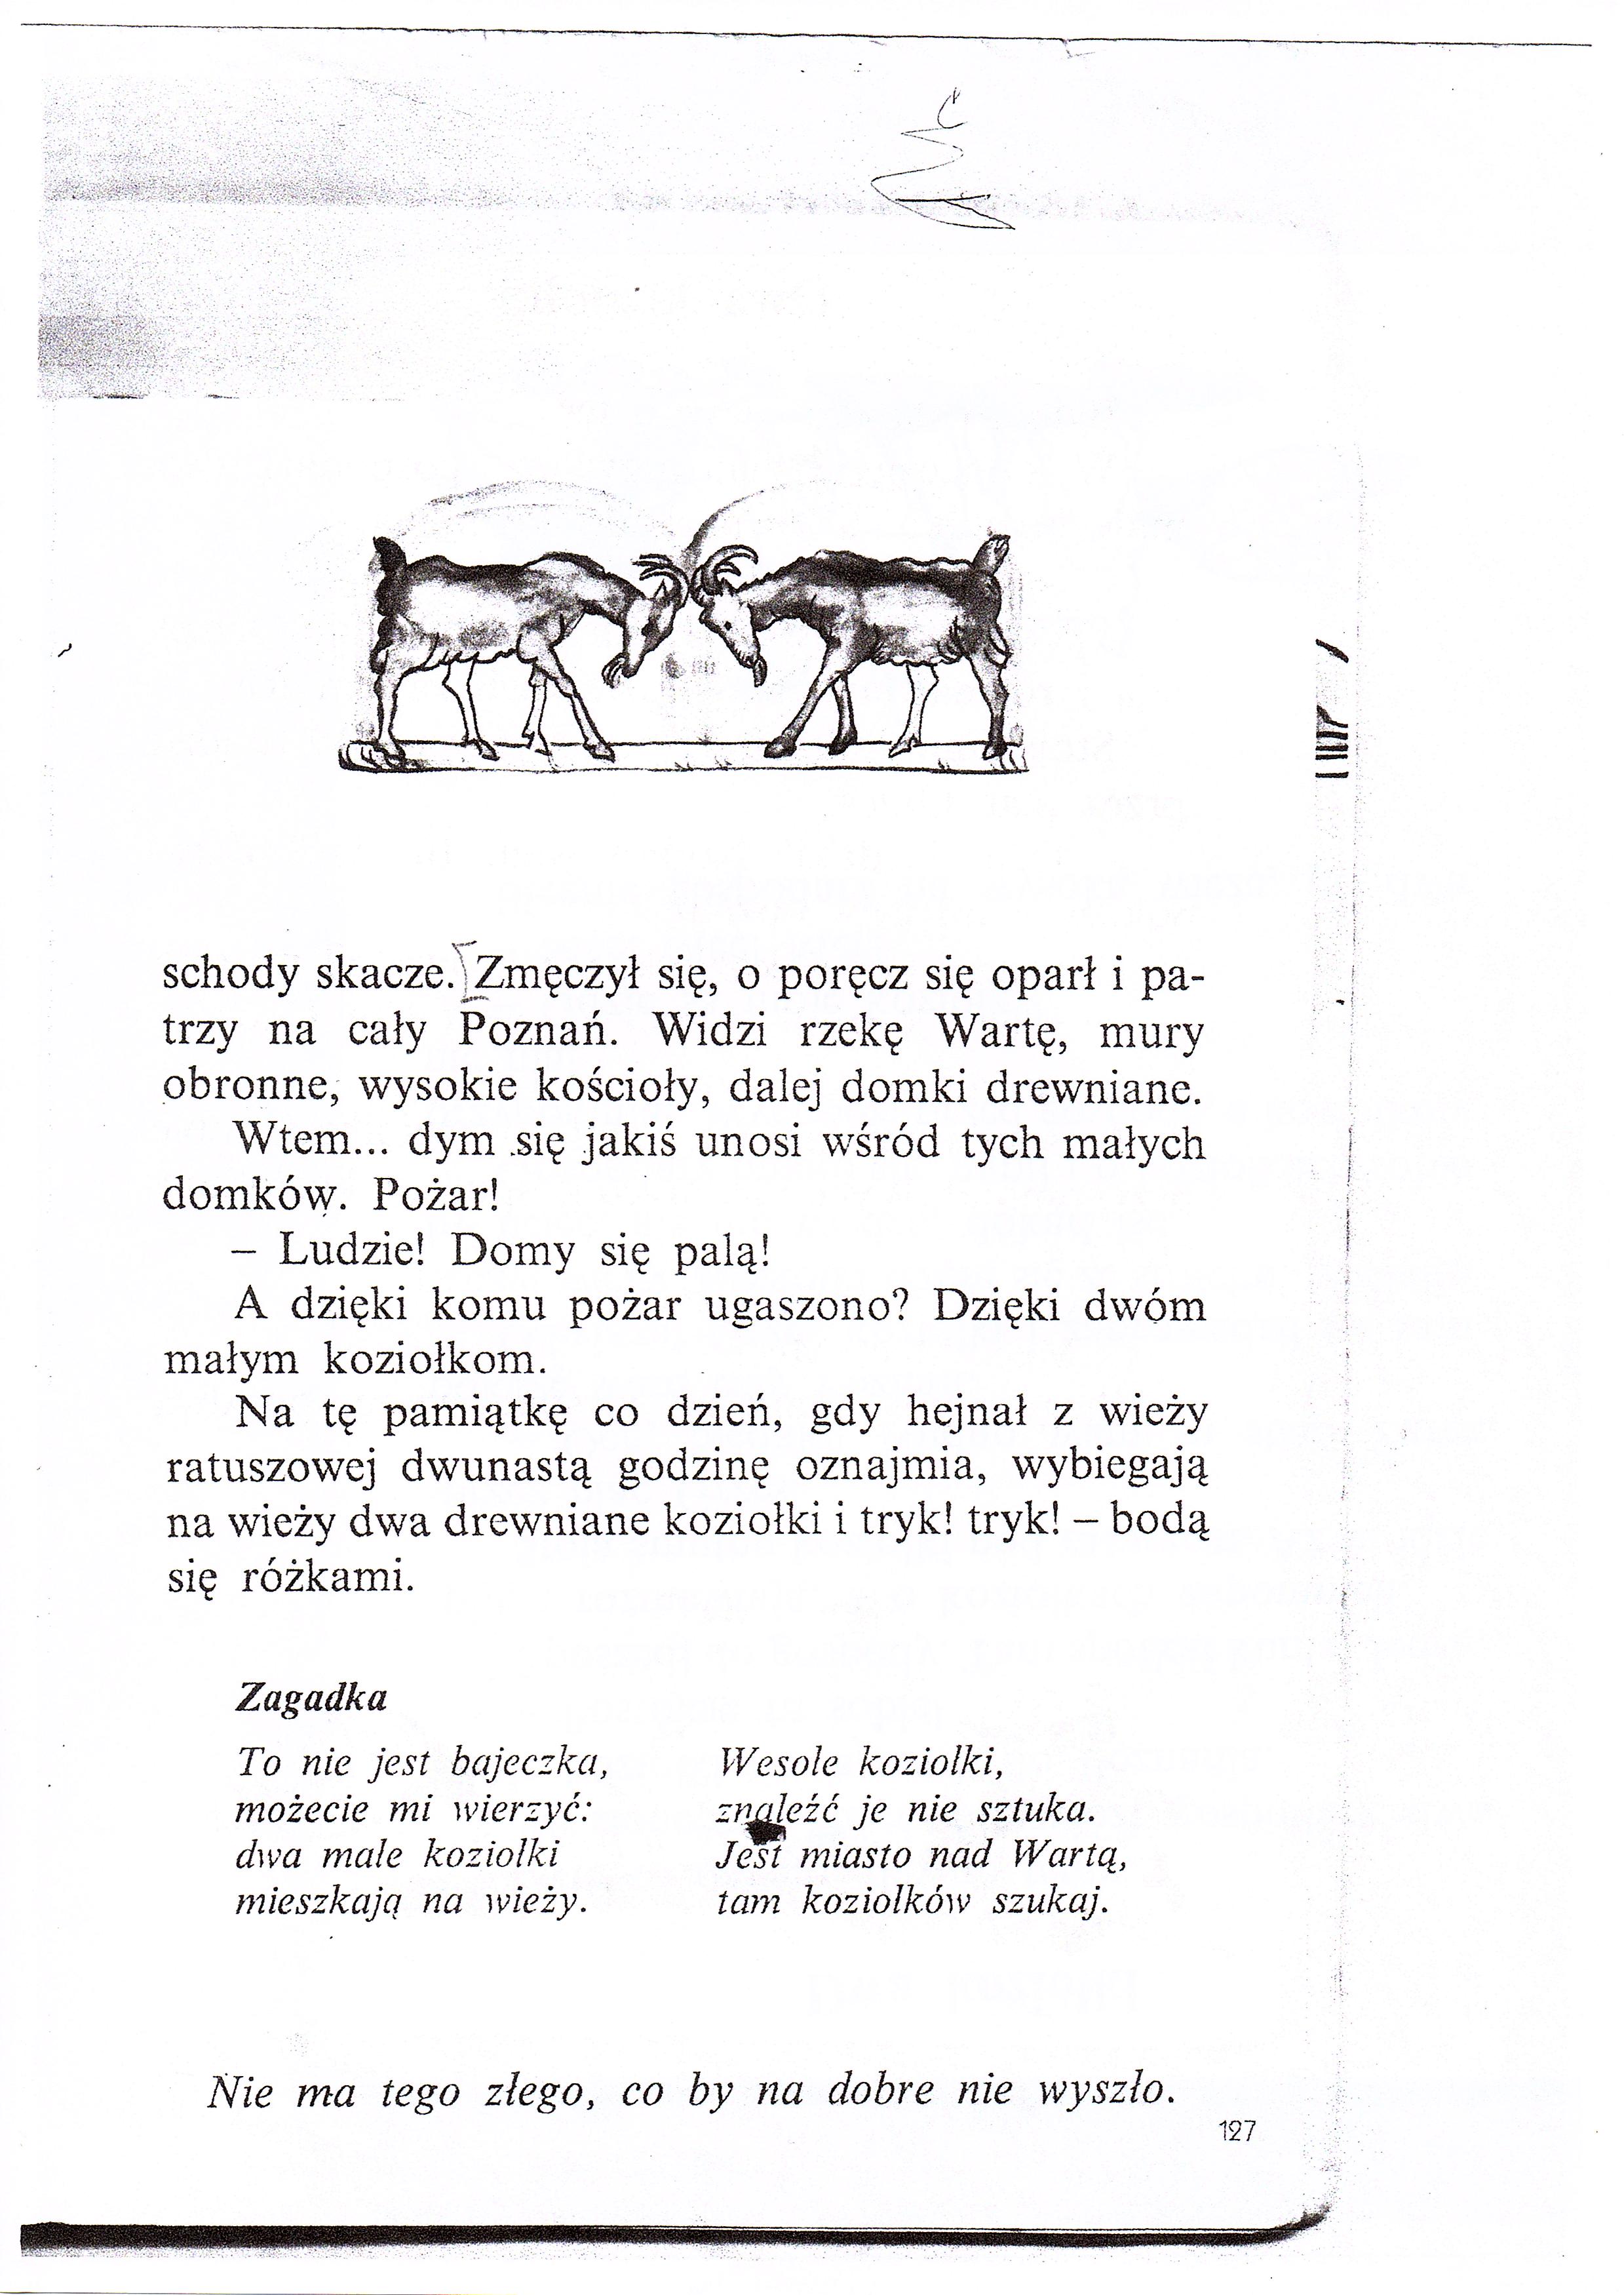 schody skacze. Zmęczył się, o poręcz się oparł i pa-
trzy na cały Poznań. Widzi rzekę Wartę, mury
obronne, wysokie kościoły, dalej domki drewniane.
Wtem... dym się jakiś unosi wśród tych małych
domków. Pożar!
– Ludzie! Domy się palą!
A dzięki komu pożar ugaszono? Dzięki dwóm
małym koziołkom.
Na tę pamiątkę co dzień, gdy hejnał z wieży
ratuszowej dwunastą godzinę oznajmia, wybiegają
na wieży dwa drewniane koziołki i tryk! tryk! – bodą
się różkami.
Zagadka
To nie jest bajeczka,
możecie mi wierzyć:
dwa małe koziołki
mieszkają na wieży.
Wesołe koziołki,
znaleźć je nie sztuka.
Jest miasto nad Wartą,
tam koziołków szukaj.
Nie ma tego złego, co by na dobre nie wyszło.
127